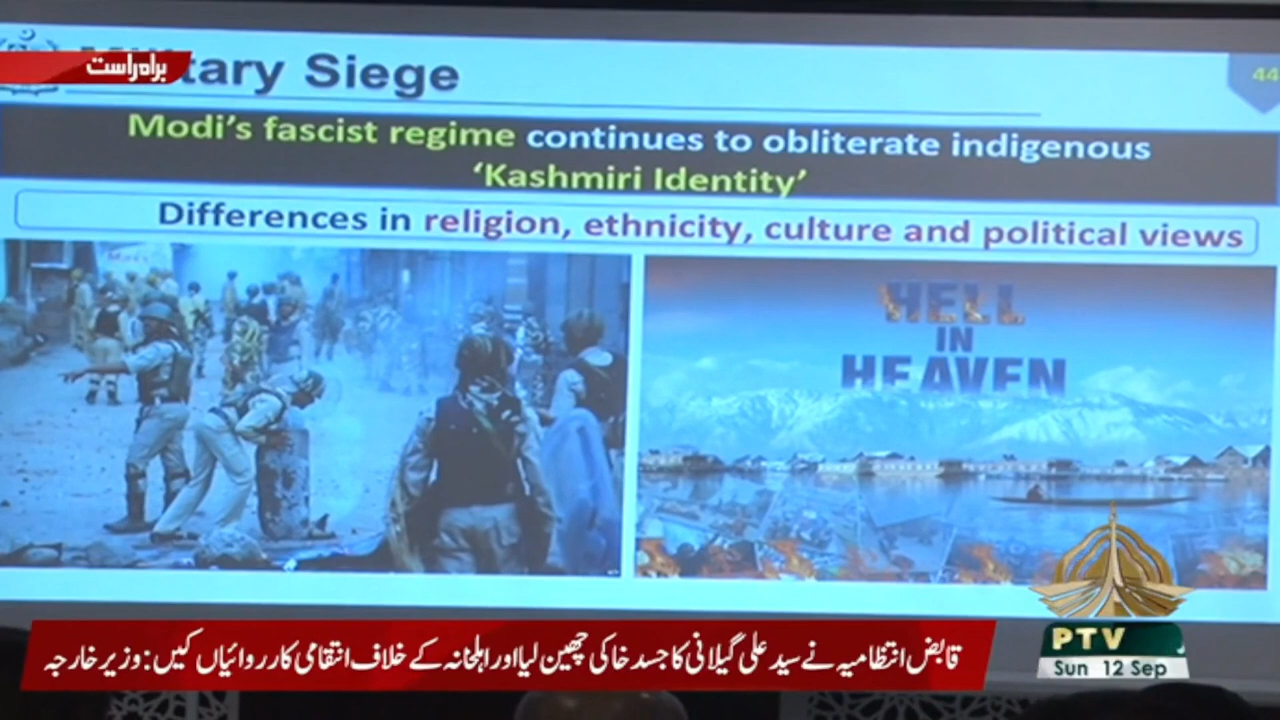 براہ راست
tary Siege
44
Modi's fascist regime continues to obliterate indigenous
'Kashmiri Identity'
Differences in religion, ethnicity, culture and political views
HELL
IN
HEAVEN
PTV
Sun 12 Sep
قابض انتظامیہ نے سید علی گیلانی کا جسد خاکی چھین لیا اور اہلخانہ کے خلاف انتقامی کارروائیاں کیں: وزیر خارجہ